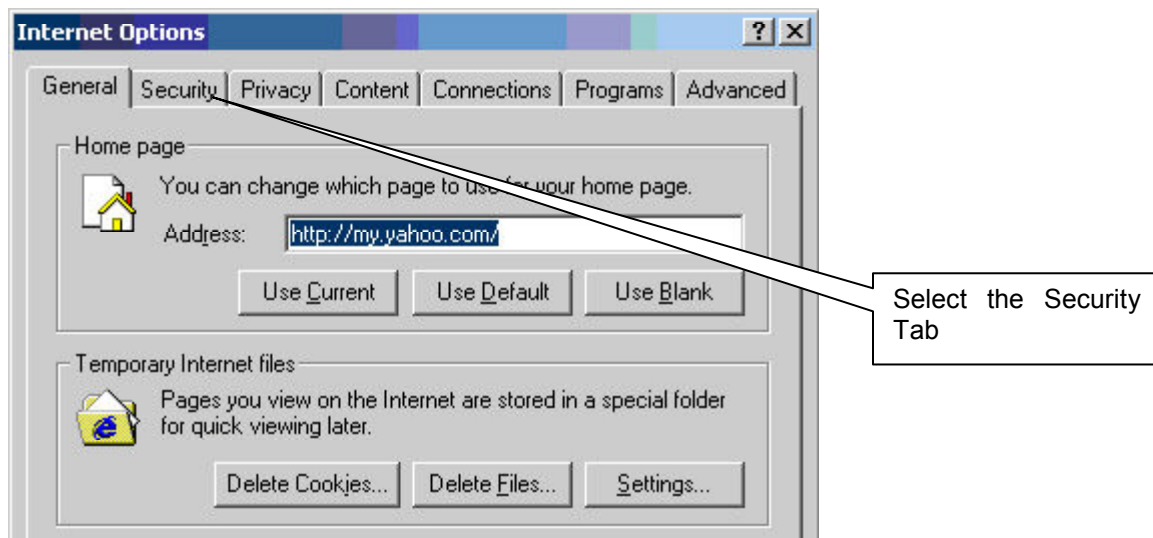 Internet Options
General Security Privacy Content Connections Programs Advanced
Home page
You can change which page to use for your home page.
Address: http://my.yahoo.com/
Use Current Use Default Use Blank
Select the Security
Tab
Temporary Internet files
Pages you view on the Internet are stored in a special folder
for quick viewing later.
Delete Cookies... Delete Files... Settings...